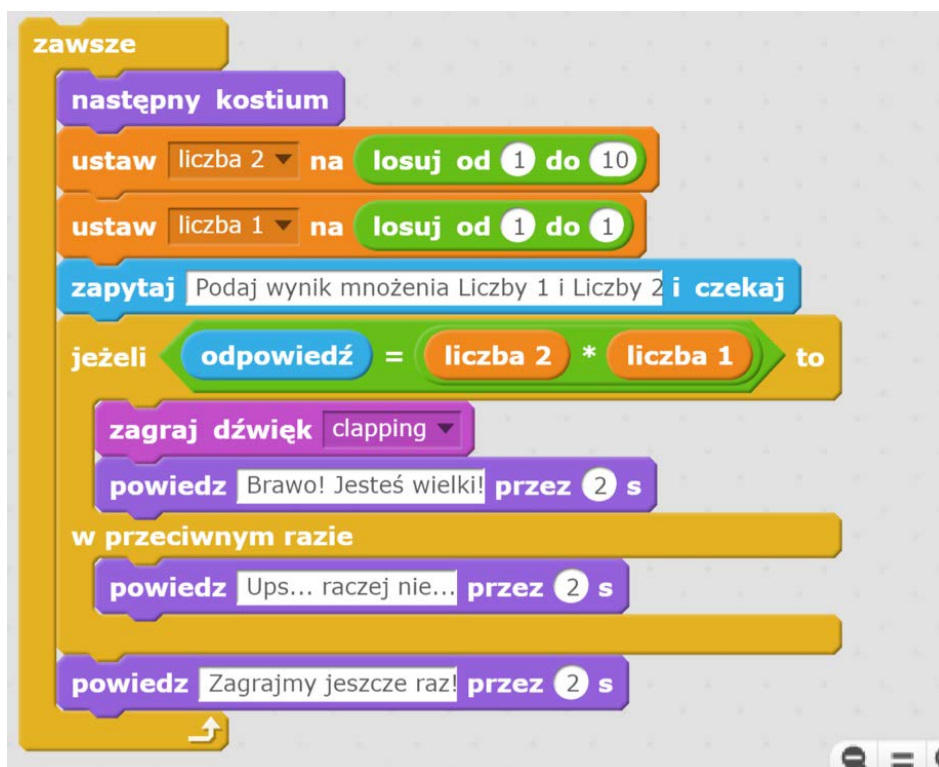 zawsze
następny kostium
ustaw liczba 2 na losuj od 1 do 10
ustaw liczba 1 na losuj od 1 do 1
zapytaj Podaj wynik mnożenia Liczby 1 i Liczby 2 i czekaj
jeżeli odpowiedź = liczba 2 * liczba 1 to
zagraj dźwięk clapping
powiedz Brawo! Jesteś wielki! przez 2 s
w przeciwnym razie
powiedz Ups... raczej nie... przez 2 s
powiedz Zagrajmy jeszcze raz! przez 2 s